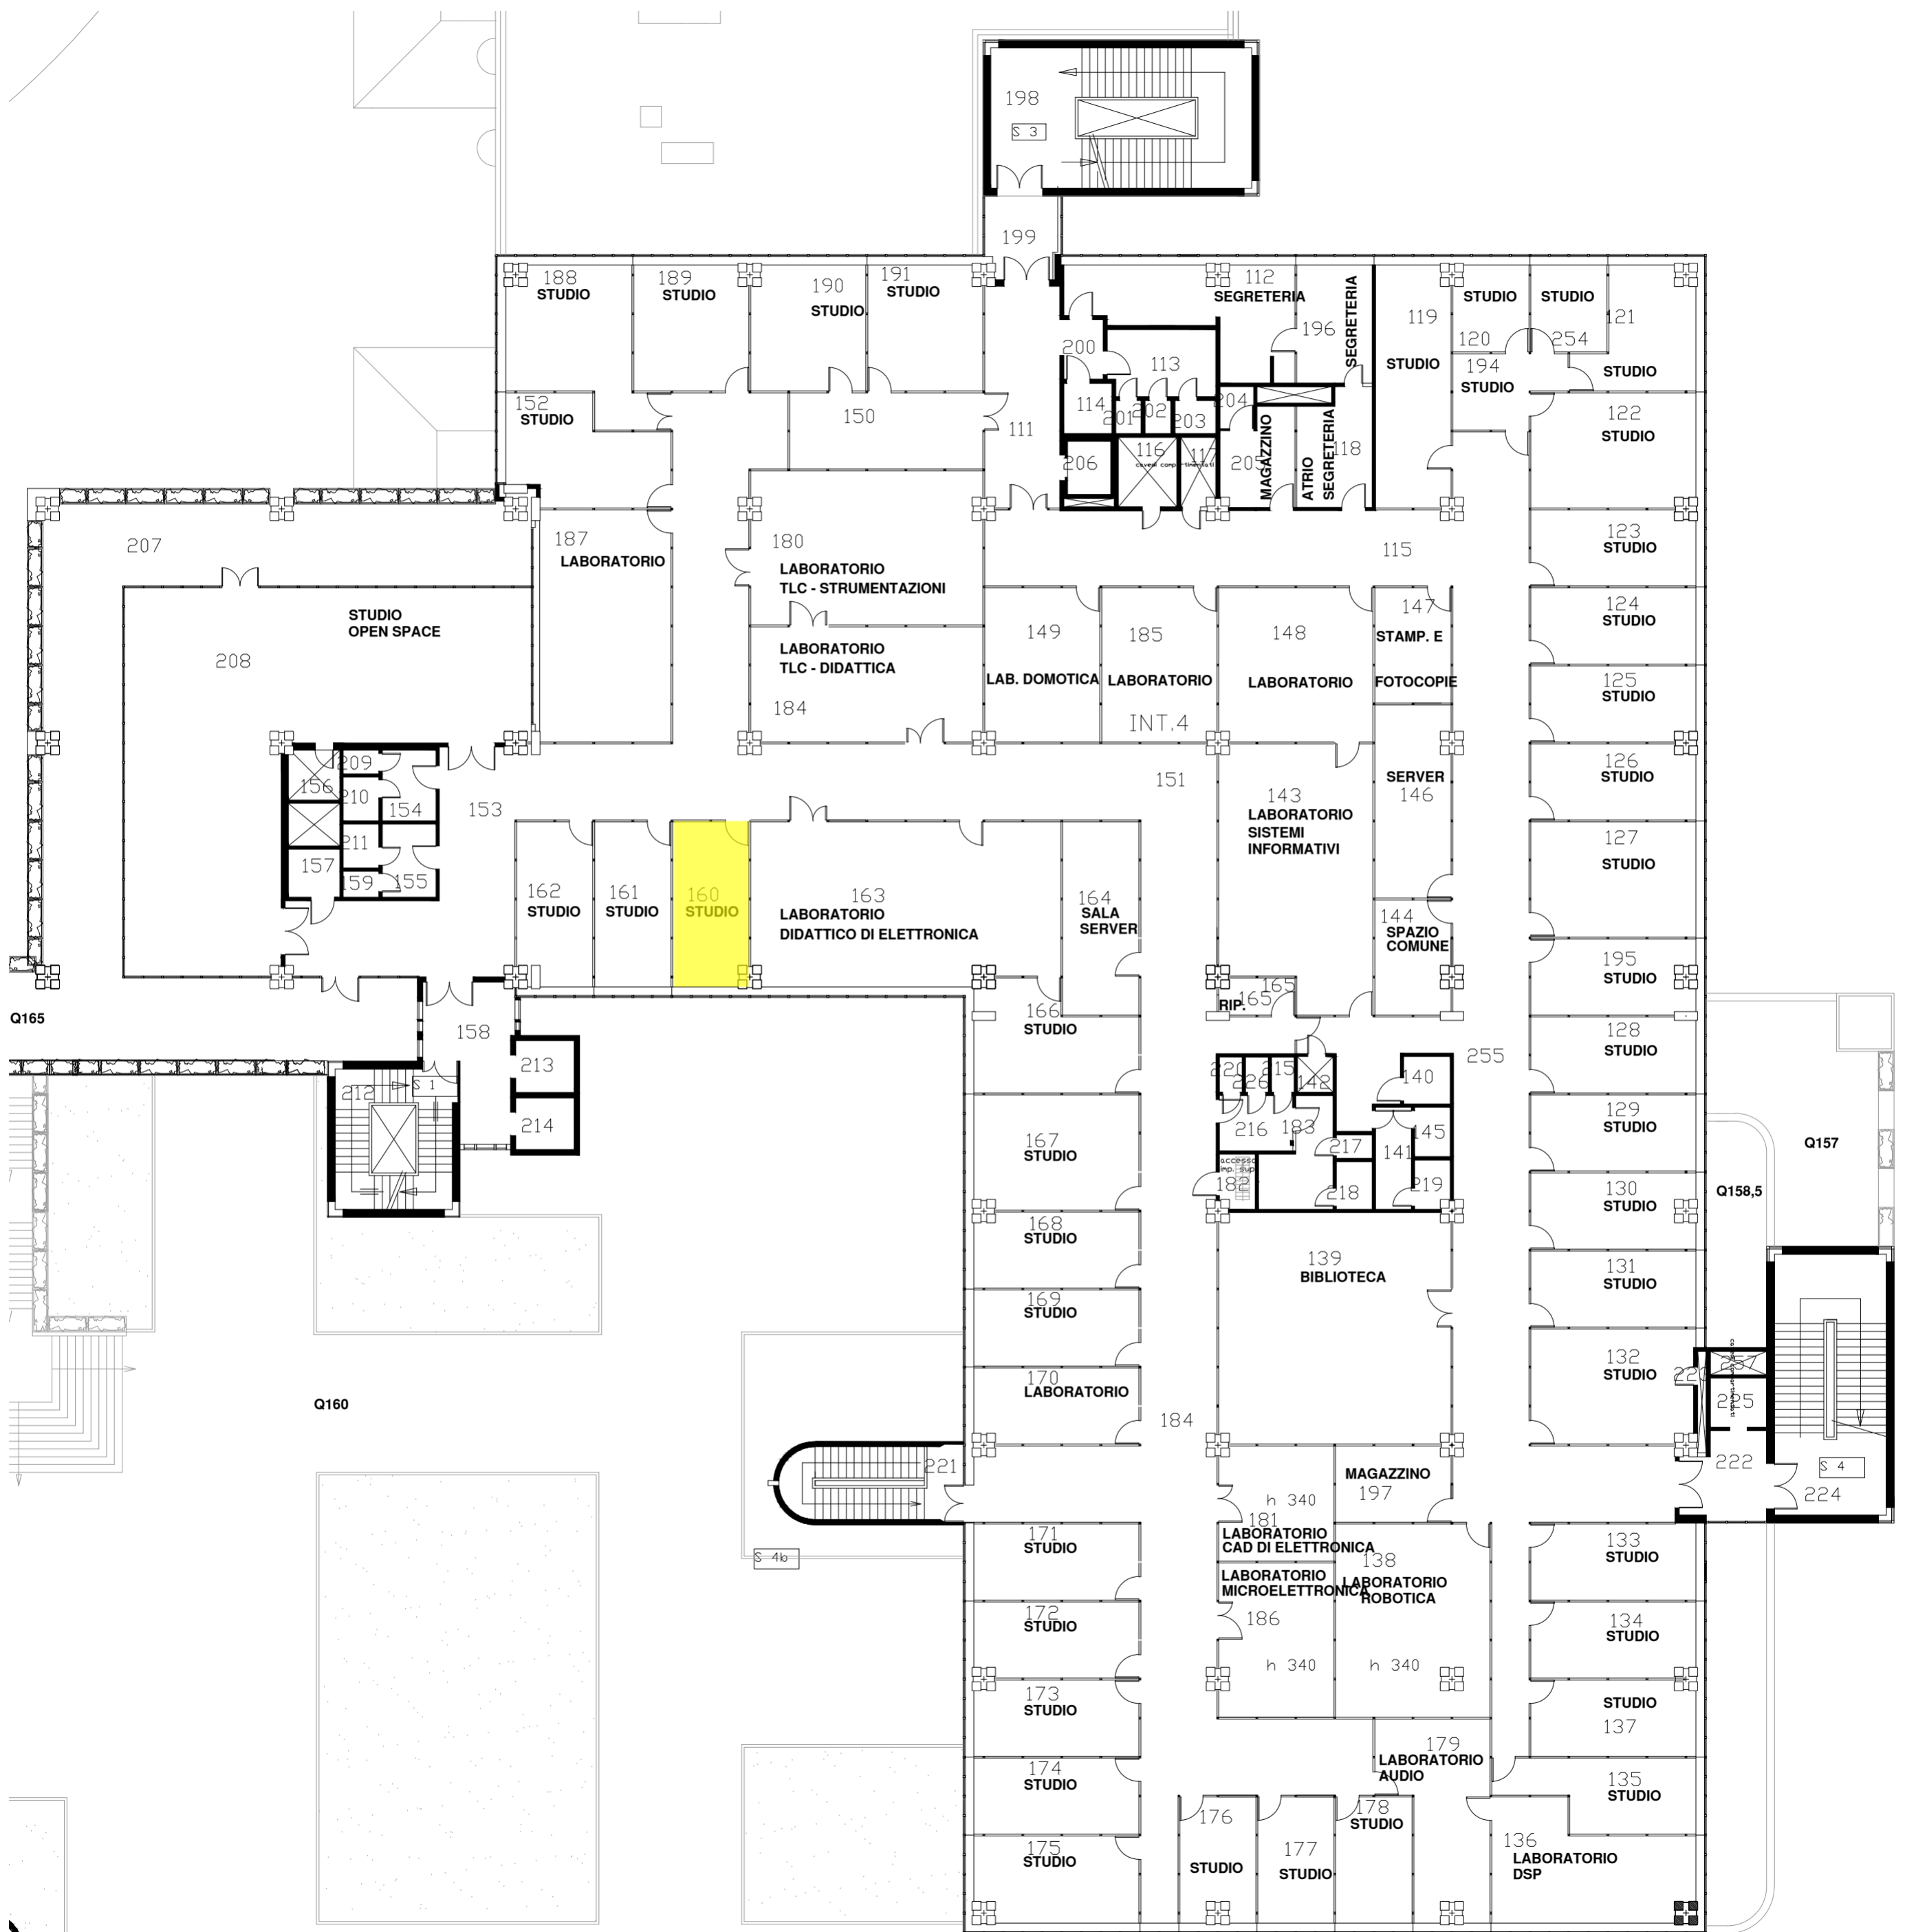 198
S 3
199
188
STUDIO
189
STUDIO
190
STUDIO
191
STUDIO
112
SEGRETERIA
196
SEGRETERIA
119
STUDIO
STUDIO
120
STUDIO
254
121
STUDIO
194
STUDIO
200
113
114
201
202
203
204
152
STUDIO
150
111
206
116
117
205
MAGAZZINO
ATRIO
SEGRETERIA
118
122
STUDIO
207
187
LABORATORIO
180
LABORATORIO
TLC - STRUMENTAZIONI
115
123
STUDIO
STUDIO
OPEN SPACE
208
LABORATORIO
TLC - DIDATTICA
184
149
LAB. DOMOTICA
185
LABORATORIO
INT.4
148
LABORATORIO
147
STAMP. E
FOTOCOPIE
124
STUDIO
125
STUDIO
156
209
210
154
211
157
159
155
153
151
143
LABORATORIO
SISTEMI
INFORMATIVI
SERVER
146
126
STUDIO
127
STUDIO
162
STUDIO
161
STUDIO
160
STUDIO
163
LABORATORIO
DIDATTICO DI ELETTRONICA
164
SALA
SERVER
144
SPAZIO
COMUNE
195
STUDIO
Q165
158
213
214
212
S 1
166
STUDIO
RIP.
165
165
255
128
STUDIO
220
226
215
142
140
167
STUDIO
216
183
217
141
145
129
STUDIO
Q157
accesso
imp. sup
182
218
219
130
STUDIO
Q158,5
168
STUDIO
139
BIBLIOTECA
131
STUDIO
169
STUDIO
170
LABORATORIO
132
STUDIO
225
Q160
184
221
222
S 4
224
h 340
181
LABORATORIO
CAD DI ELETTRONICA
MAGAZZINO
197
S 4b
171
STUDIO
138
LABORATORIO
ROBOTICA
133
STUDIO
LABORATORIO
MICROELETTRONICA
186
172
STUDIO
134
STUDIO
h 340
h 340
173
STUDIO
STUDIO
137
174
STUDIO
179
LABORATORIO
AUDIO
135
STUDIO
175
STUDIO
176
STUDIO
177
STUDIO
178
STUDIO
136
LABORATORIO
DSP